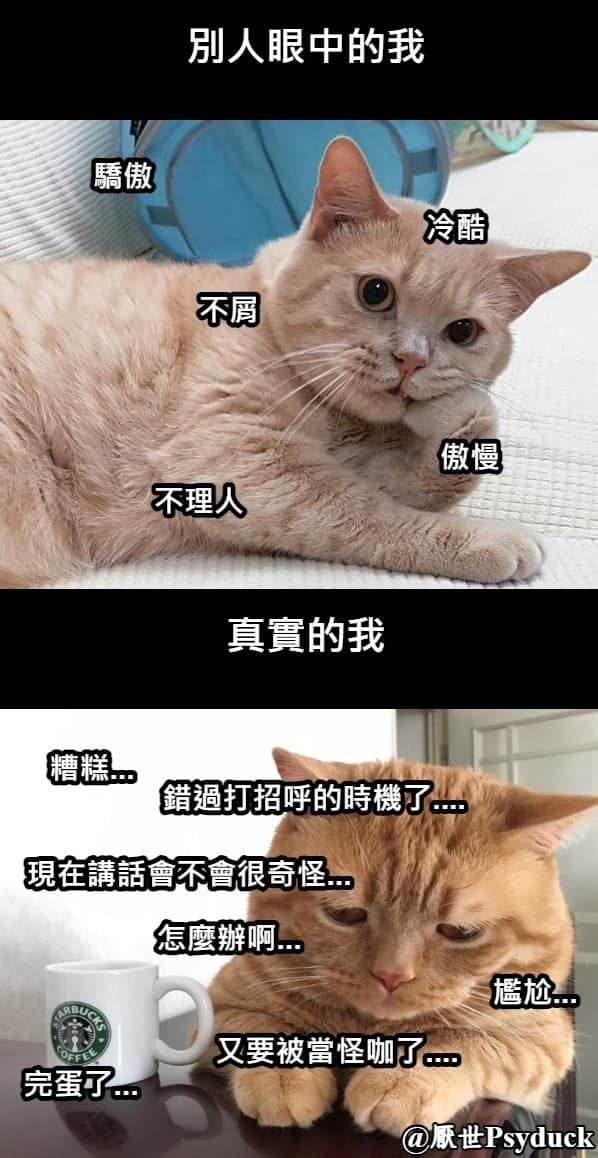 別人眼中的我
驕傲
冷酷
不屑
傲慢
不理人
真實的我
糟糕...
錯過打招呼的時機了....
現在講話會不會很奇怪...
怎麼辦啊...
尷尬...
STARBUCKS
COFFEE
又要被當怪咖了....
完蛋了...
@厭世Psyduck